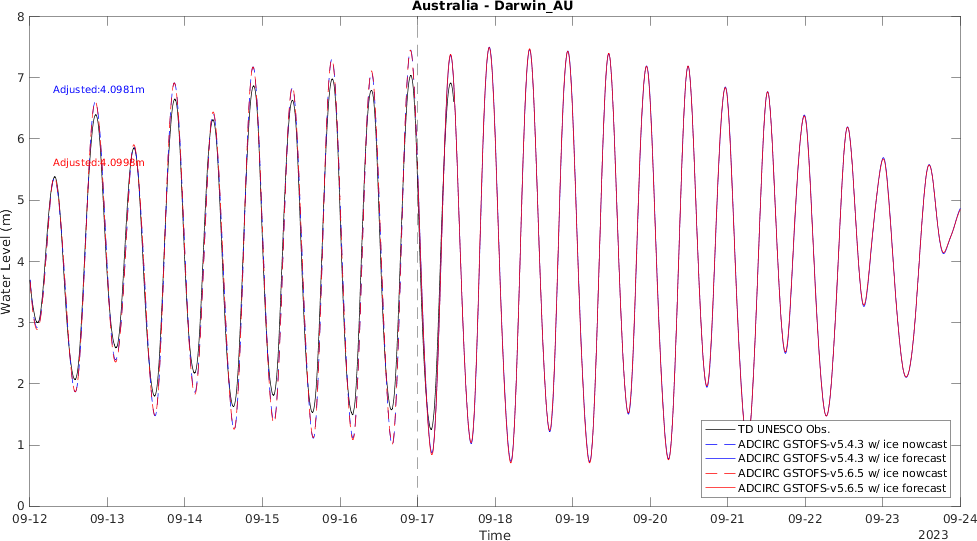 Australia - Darwin_AU
8
7
6
5
4
3
2
1
0
Water Level (m)
Adjusted:4.0981m
Adjusted:4.0998m
TD UNESCO Obs.
ADCIRC GSTOFS-v5.4.3 w/ ice nowcast
ADCIRC GSTOFS-v5.4.3 w/ ice forecast
ADCIRC GSTOFS-v5.6.5 w/ ice nowcast
ADCIRC GSTOFS-v5.6.5 w/ ice forecast
09-12 09-13 09-14 09-15 09-16 09-17 09-18 09-19 09-20 09-21 09-22 09-23 09-24
Time
2023